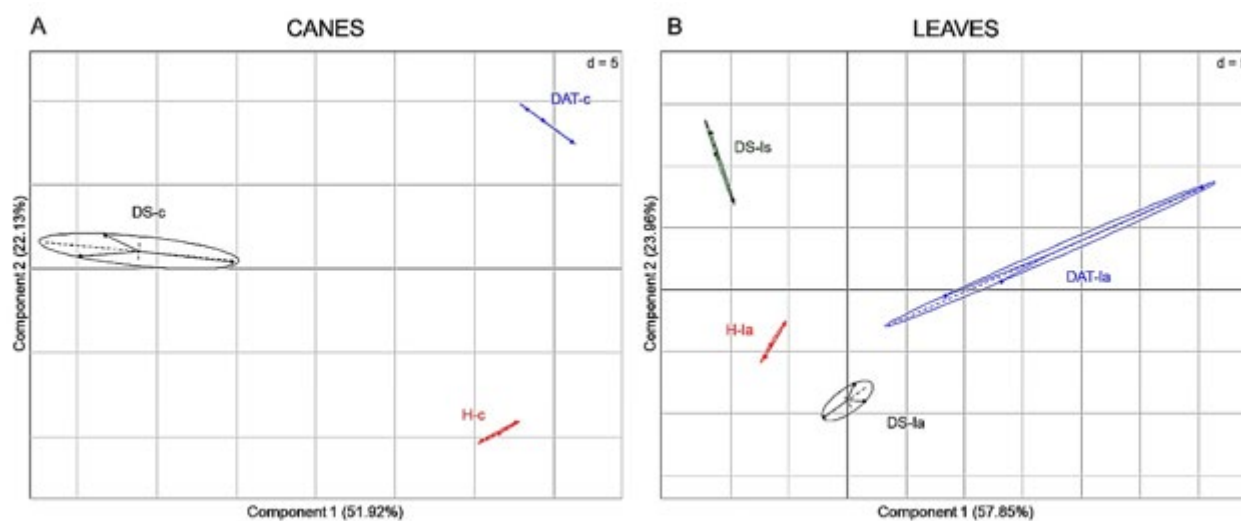 A
CANES
d = 5
DAT-c
DS-c
H-c
Component 2 (22.13%)
Component 1 (51.92%)
B
LEAVES
d =
DS-ls
DAT-la
H-la
DS-la
Component 2 (23.96%)
Component 1 (57.85%)